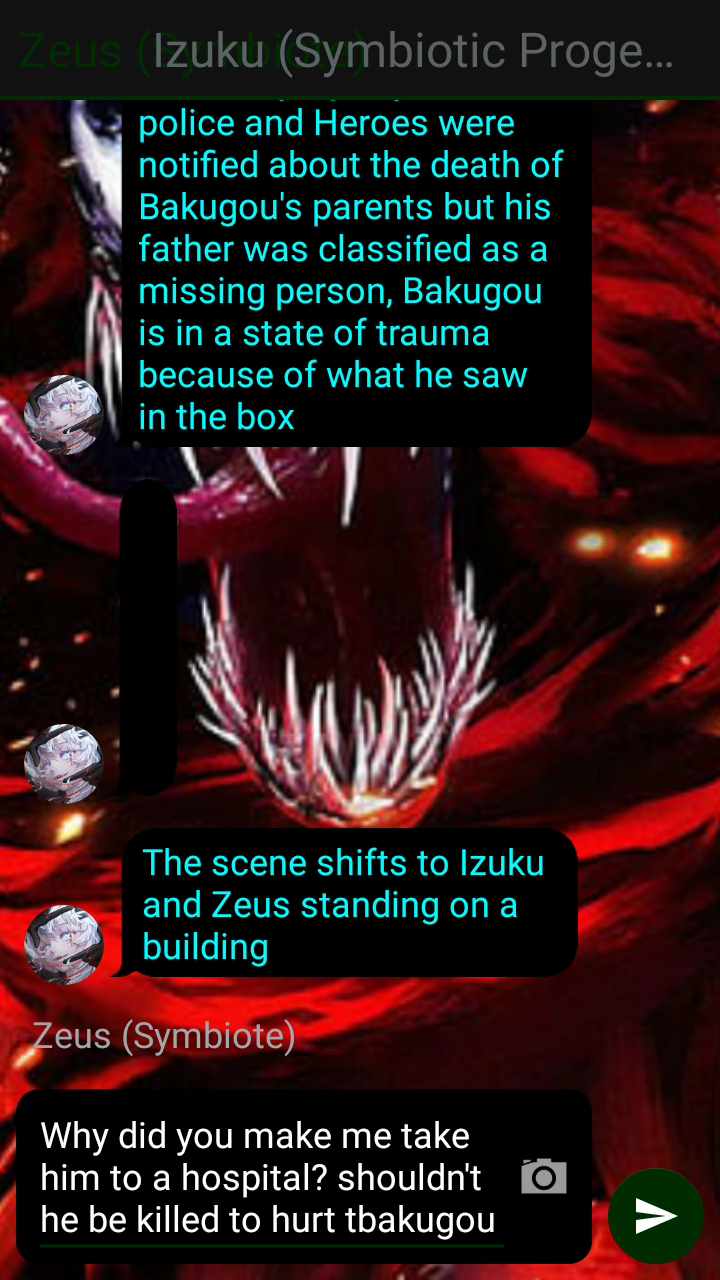 Zeus (Symbiote)
Izuku (Symbiotic Proge...
police and Heroes were
notified about the death of
Bakugou's parents but his
father was classified as a
missing person, Bakugou
is in a state of trauma
because of what he saw
in the box
The scene shifts to Izuku
and Zeus standing on a
building
Zeus (Symbiote)
Why did you make me take
him to a hospital? shouldn't
he be killed to hurt tbakugou